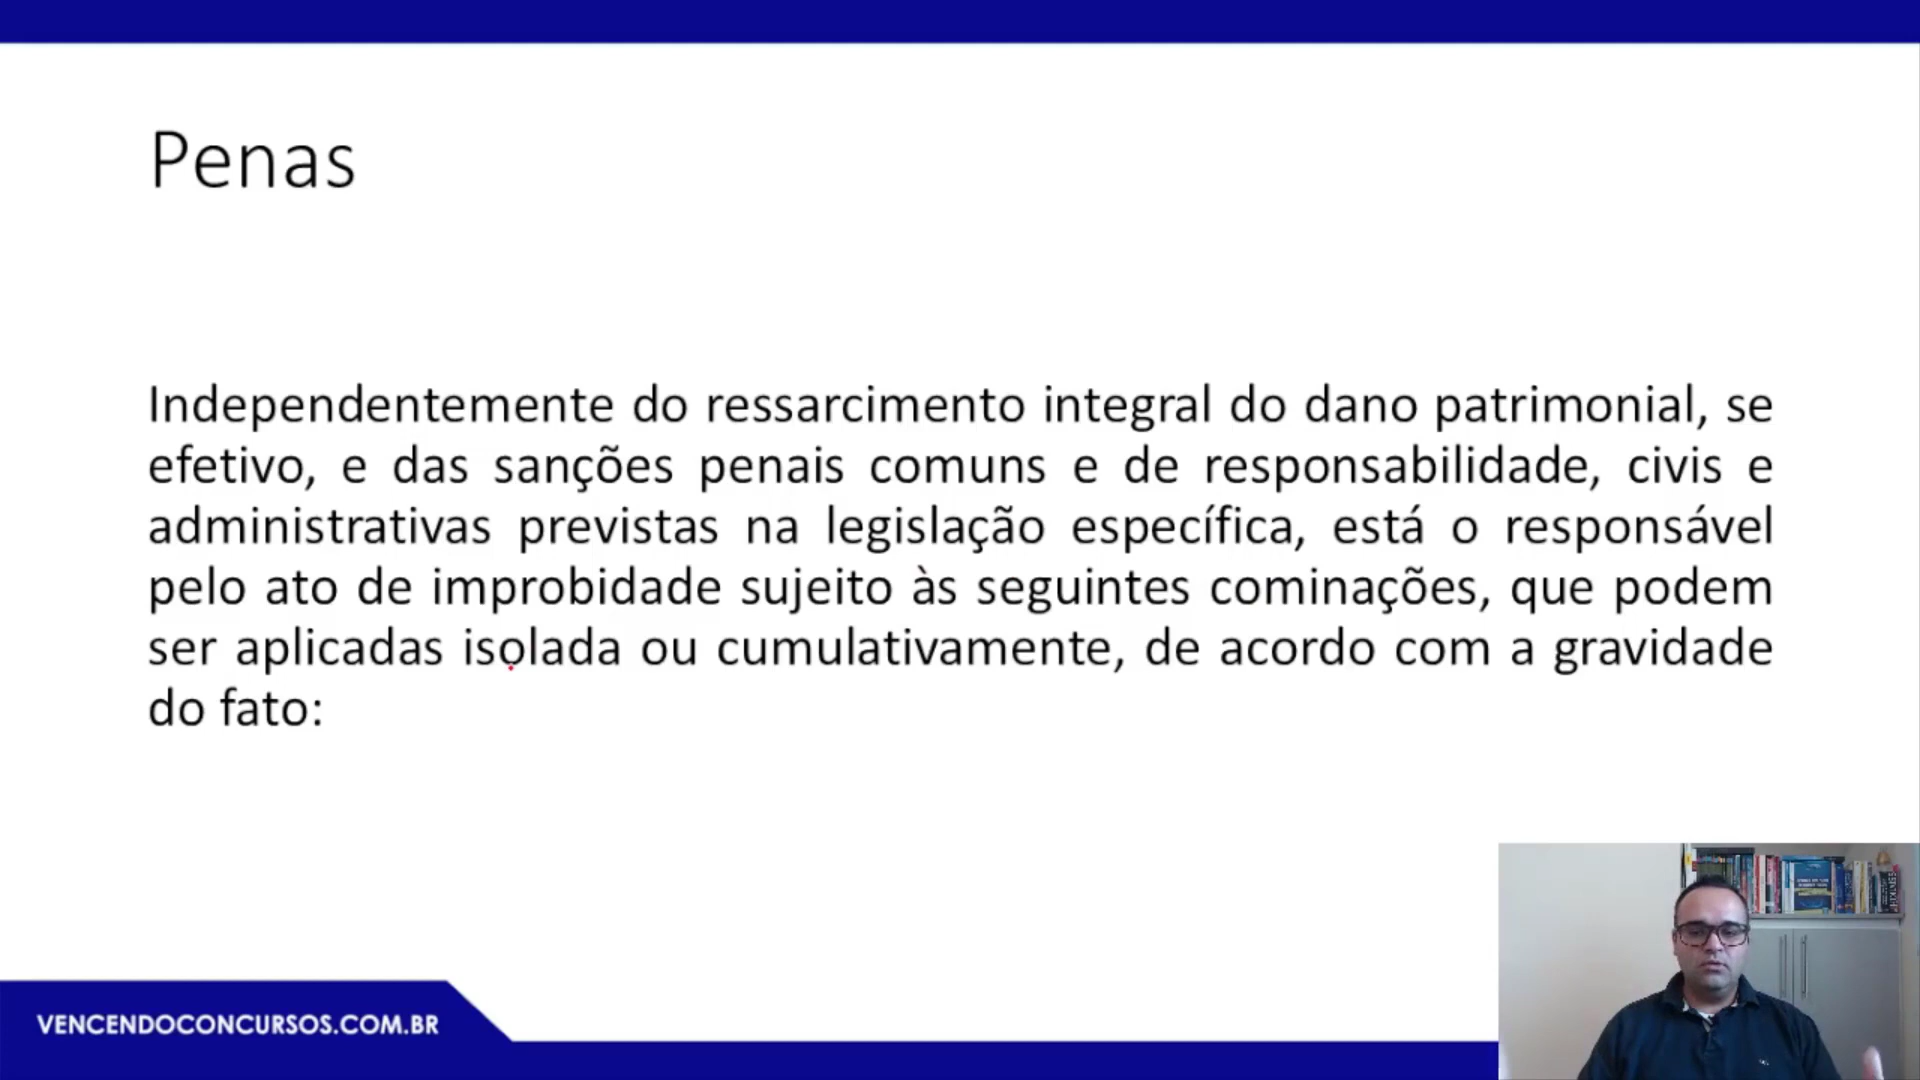 Penas
Independentemente do ressarcimento integral do dano patrimonial, se
efetivo, e das sanções penais comuns e de responsabilidade, civis e
administrativas previstas na legislação específica, está o responsável
pelo ato de improbidade sujeito às seguintes cominações, que podem
ser aplicadas isolada ou cumulativamente, de acordo com a gravidade
do fato:
VENCENDOCONCURSOS.COM.BR